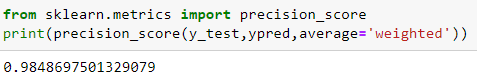 from sklearn.metrics import precision_score
print(precision_score(y_test,ypred,average='weighted'))
0.9848697501329079